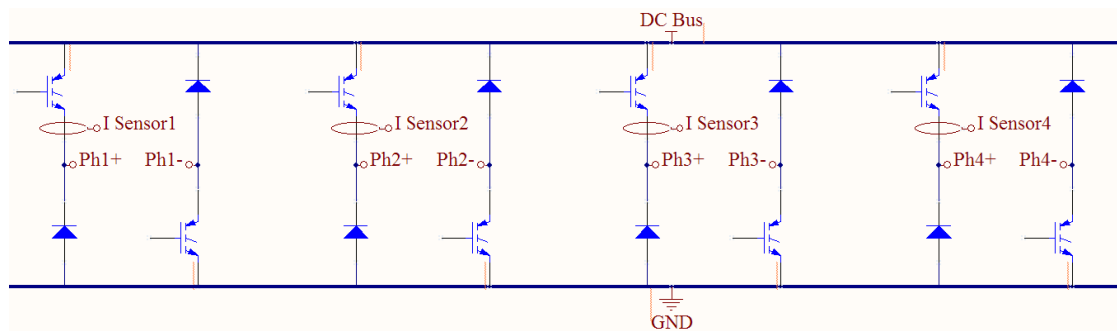 DC Bus
I Sensor1
I Sensor2
I Sensor3
I Sensor4
Ph1+
Ph1-
Ph2+
Ph2-
Ph3+
Ph3-
Ph4+
Ph4-
GND